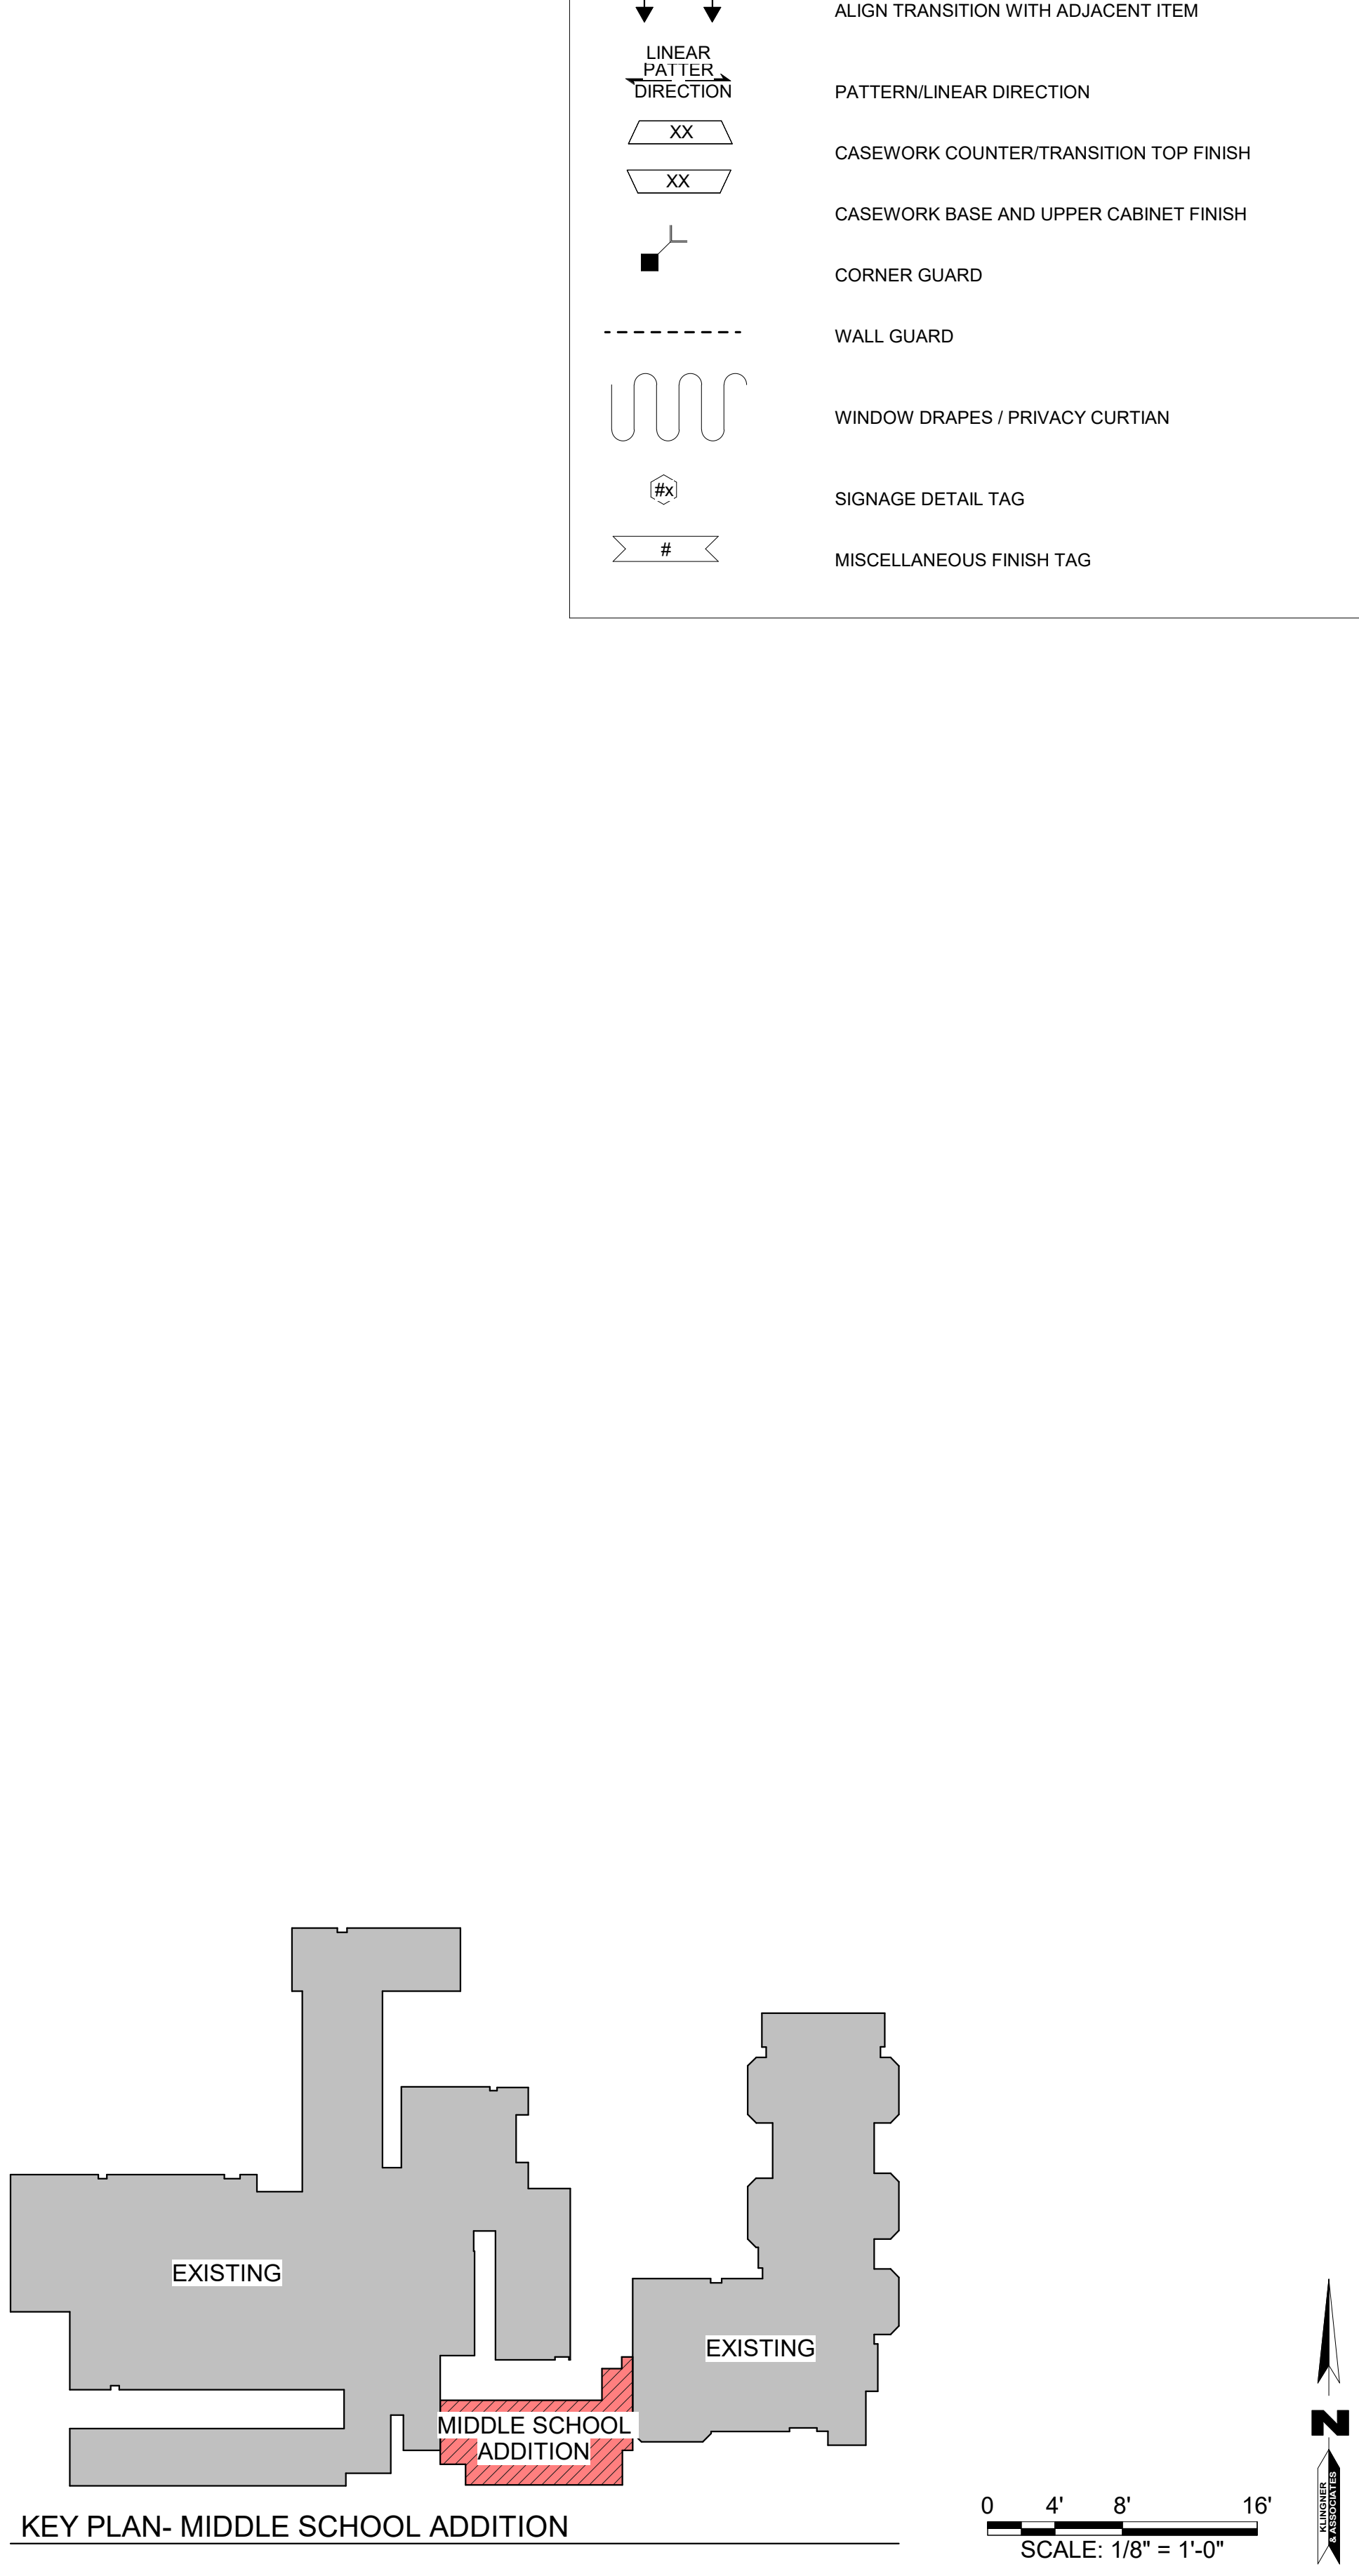 ALIGN TRANSITION WITH ADJACENT ITEM
LINEAR
PATTER
DIRECTION
PATTERN/LINEAR DIRECTION
XX
CASEWORK COUNTER/TRANSITION TOP FINISH
XX
CASEWORK BASE AND UPPER CABINET FINISH
CORNER GUARD
WALL GUARD
WINDOW DRAPES / PRIVACY CURTIAN
#x
SIGNAGE DETAIL TAG
#
MISCELLANEOUS FINISH TAG
EXISTING
EXISTING
MIDDLE SCHOOL
ADDITION
KEY PLAN- MIDDLE SCHOOL ADDITION
0 4' 8' 16'
SCALE: 1/8" = 1'-0"
N
KLINGNER
& ASSOCIATES